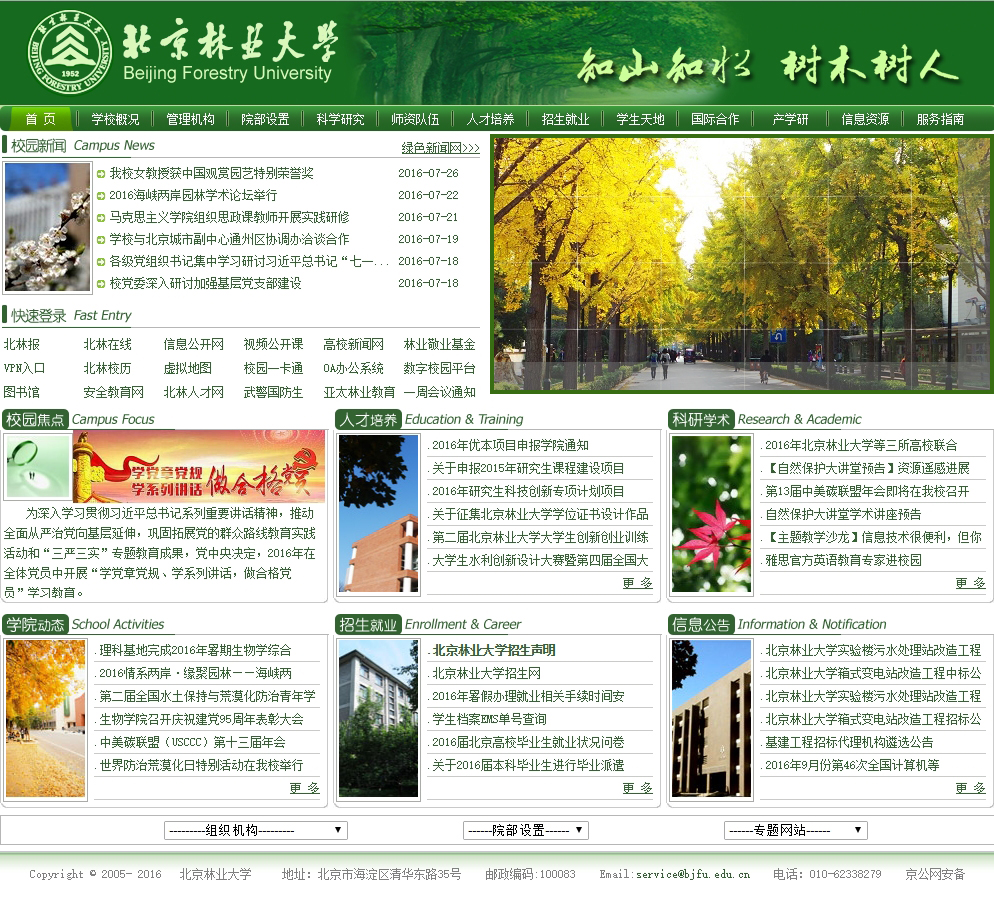 北京林业大学
Beijing Forestry University
BEIJING FORESTRY UNIVERSITY
1952
知山知水 树木树人
首 页 学校概况 管理机构 院部设置 科学研究 师资队伍 人才培养 招生就业 学生天地 国际合作 产学研 信息资源 服务指南
校园新闻 Campus News 绿色新闻网>>>
我校女教授获中国观赏园艺特别荣誉奖 2016-07-26
2016海峡两岸园林学术论坛举行 2016-07-22
马克思主义学院组织思政课教师开展实践研修 2016-07-21
学校与北京城市副中心通州区协调办洽谈合作 2016-07-19
各级党组织书记集中学习研讨习近平总书记“七一... 2016-07-18
校党委深入研讨加强基层党支部建设 2016-07-18
快速登录 Fast Entry
北林报 北林在线 信息公开网 视频公开课 高校新闻网 林业敬业基金
VPN入口 北林校历 虚拟地图 校园一卡通 OA办公系统 数字校园平台
图书馆 安全教育网 北林人才网 武警国防生 亚太林业教育 一周会议通知
校园焦点 Campus Focus
学党章党规
学系列讲话 做合格党员
为深入学习贯彻习近平总书记系列重要讲话精神，推动
全面从严治党向基层延伸，巩固拓展党的群众路线教育实践
活动和“三严三实”专题教育成果，党中央决定，2016年在
全体党员中开展“学党章党规、学系列讲话，做合格党
员”学习教育。
人才培养 Education & Training
. 2016年优本项目申报学院通知
. 关于申报2015年研究生课程建设项目
. 2016年研究生科技创新专项计划项目
. 关于征集北京林业大学学位证书设计作品
. 第二届北京林业大学大学生创新创业训练
. 大学生水利创新设计大赛暨第四届全国大
更 多
科研学术 Research & Academic
. 2016年北京林业大学等三所高校联合
. 【自然保护大讲堂预告】资源遥感进展
. 第13届中美碳联盟年会即将在我校召开
. 自然保护大讲堂学术讲座预告
. 【主题教学沙龙】信息技术很便利，但你
. 雅思官方英语教育专家进校园
更 多
学院动态 School Activities
. 理科基地完成2016年暑期生物学综合
. 2016情系两岸·缘聚园林——海峡两
. 第二届全国水土保持与荒漠化防治青年学
. 生物学院召开庆祝建党95周年表彰大会
. 中美碳联盟（USCCC）第十三届年会
. 世界防治荒漠化日特别活动在我校举行
更 多
招生就业 Enrollment & Career
. 北京林业大学招生声明
. 北京林业大学招生网
. 2016年暑假办理就业相关手续时间安
. 学生档案EMS单号查询
. 2016届北京高校毕业生就业状况问卷
. 关于2016届本科毕业生进行毕业派遣
更 多
信息公告 Information & Notification
. 北京林业大学实验楼污水处理站改造工程
. 北京林业大学箱式变电站改造工程中标公
. 北京林业大学实验楼污水处理站改造工程
. 北京林业大学箱式变电站改造工程招标公
. 基建工程招标代理机构遴选公告
. 2016年9月份第46次全国计算机等
更 多
---------组织机构--------- ------院部设置------ ------专题网站------
Copyright © 2005- 2016 北京林业大学 地址：北京市海淀区清华东路35号 邮政编码:100083 Email:service@bjfu.edu.cn 电话：010-62338279 京公网安备